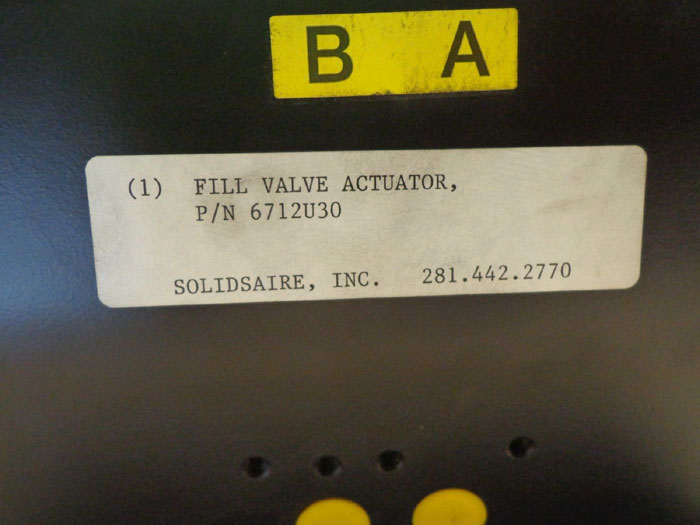 B A
(1) FILL VALVE ACTUATOR,
P/N 6712U30
SOLIDSAIRE, INC. 281.442.2770